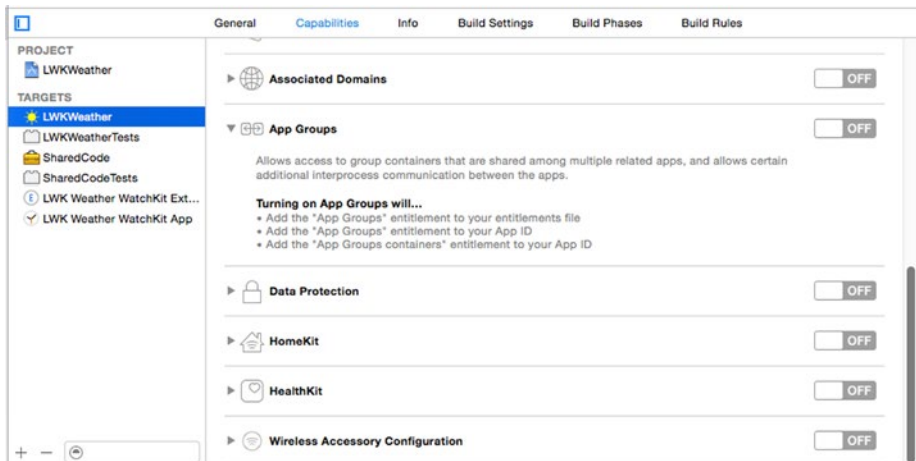 General Capabilities Info Build Settings Build Phases Build Rules
PROJECT
LWKWeather
TARGETS
LWKWeather
LWKWeatherTests
SharedCode
SharedCodeTests
E LWK Weather WatchKit Ext...
LWK Weather WatchKit App
Associated Domains OFF
App Groups OFF
Allows access to group containers that are shared among multiple related apps, and allows certain
additional interprocess communication between the apps.
Turning on App Groups will...
• Add the "App Groups" entitlement to your entitlements file
• Add the "App Groups" entitlement to your App ID
• Add the "App Groups containers" entitlement to your App ID
Data Protection OFF
HomeKit OFF
HealthKit OFF
Wireless Accessory Configuration OFF